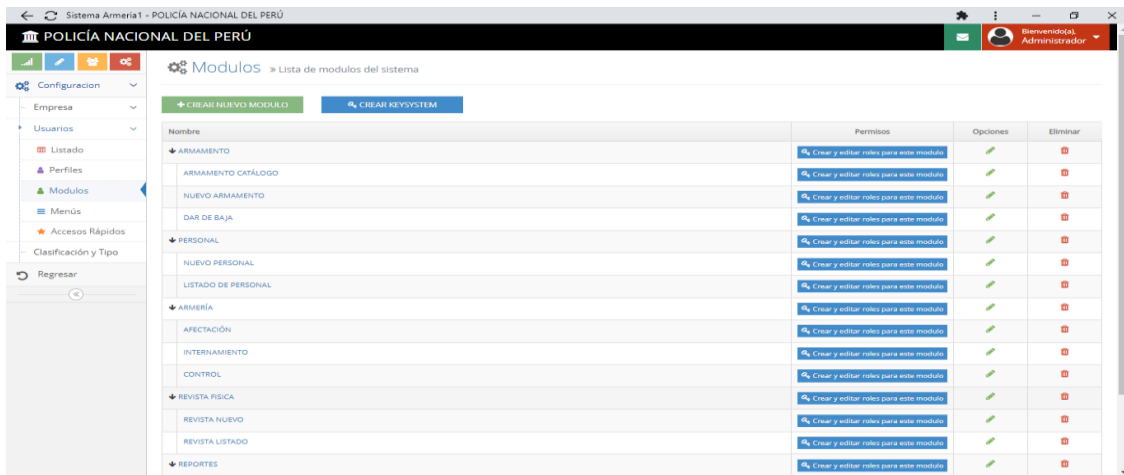 Sistema Armeria1 - POLICÍA NACIONAL DEL PERÚ
POLICÍA NACIONAL DEL PERÚ
Bienvenido(a),
Administrador
Configuracion
Empresa
Usuarios
Listado
Perfiles
Modulos
Menús
Accesos Rápidos
Clasificación y Tipo
Regresar
Modulos » Lista de modulos del sistema
+ CREAR NUEVO MODULO
CREAR KEYSYSTEM
Nombre Permisos Opciones Eliminar
ARMAMENTO Crear y editar roles para este modulo
ARMAMENTO CATÁLOGO Crear y editar roles para este modulo
NUEVO ARMAMENTO Crear y editar roles para este modulo
DAR DE BAJA Crear y editar roles para este modulo
PERSONAL Crear y editar roles para este modulo
NUEVO PERSONAL Crear y editar roles para este modulo
LISTADO DE PERSONAL Crear y editar roles para este modulo
ARMERÍA Crear y editar roles para este modulo
AFECTACIÓN Crear y editar roles para este modulo
INTERNAMIENTO Crear y editar roles para este modulo
CONTROL Crear y editar roles para este modulo
REVISTA FISICA Crear y editar roles para este modulo
REVISTA NUEVO Crear y editar roles para este modulo
REVISTA LISTADO Crear y editar roles para este modulo
REPORTES Crear y editar roles para este modulo